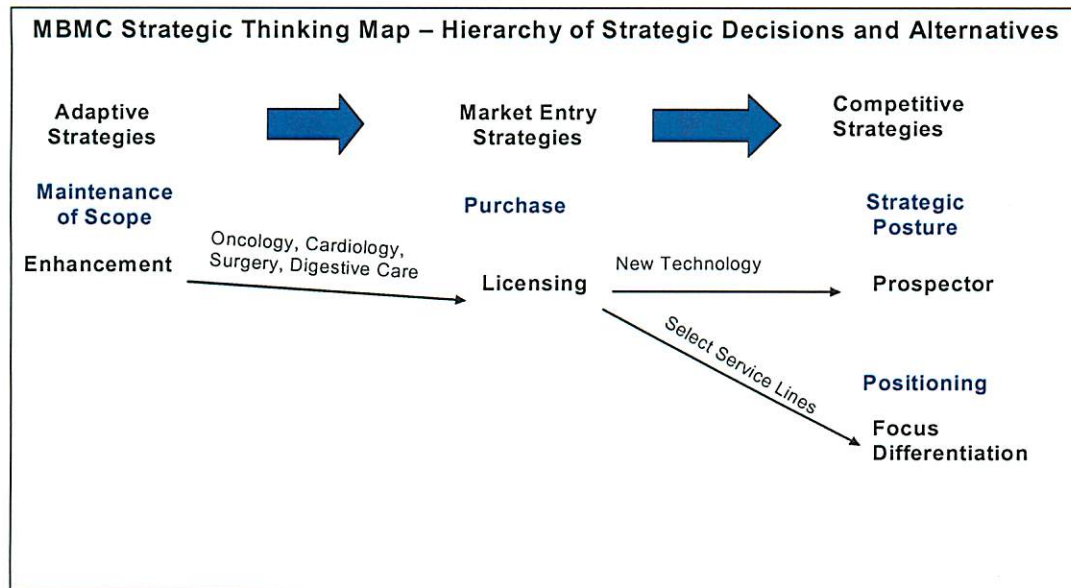 MBMC Strategic Thinking Map – Hierarchy of Strategic Decisions and Alternatives
Adaptive
Strategies
Market Entry
Strategies
Competitive
Strategies
Maintenance
of Scope
Purchase
Strategic
Posture
Enhancement
Oncology, Cardiology,
Surgery, Digestive Care
Licensing
New Technology
Prospector
Select Service Lines
Positioning
Focus
Differentiation